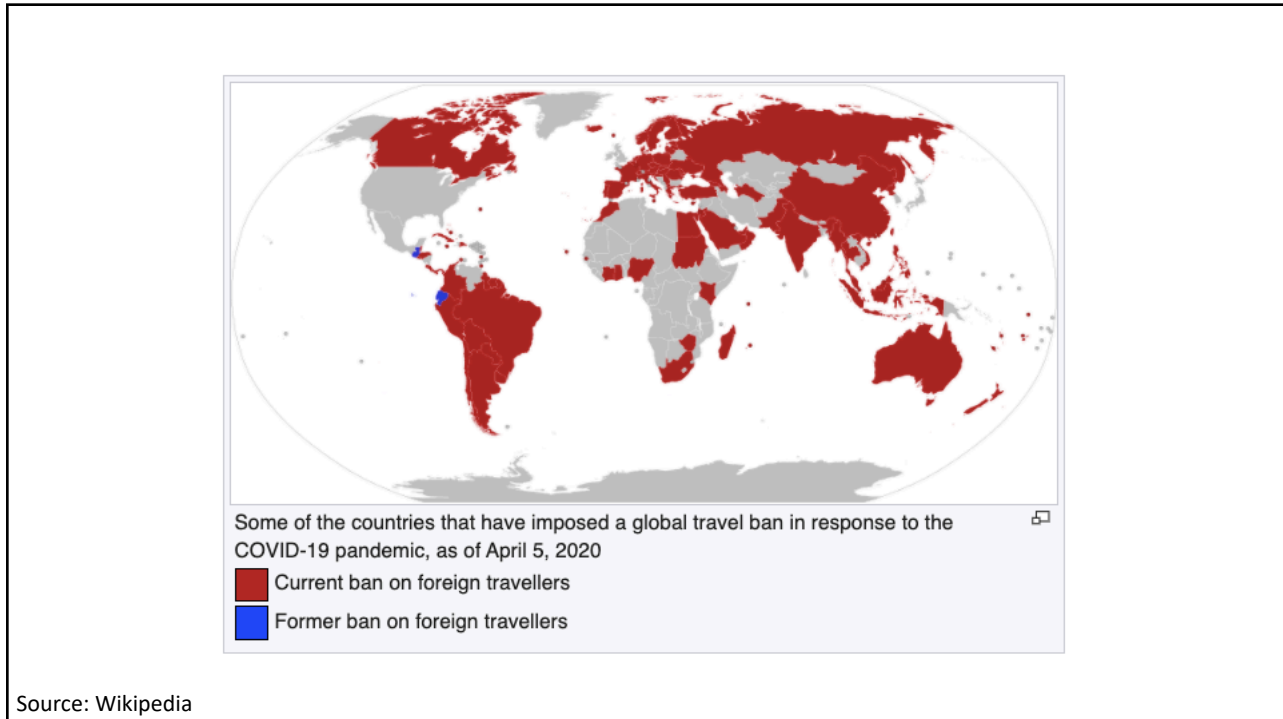 Some of the countries that have imposed a global travel ban in response to the
COVID-19 pandemic, as of April 5, 2020
Current ban on foreign travellers
Former ban on foreign travellers
Source: Wikipedia